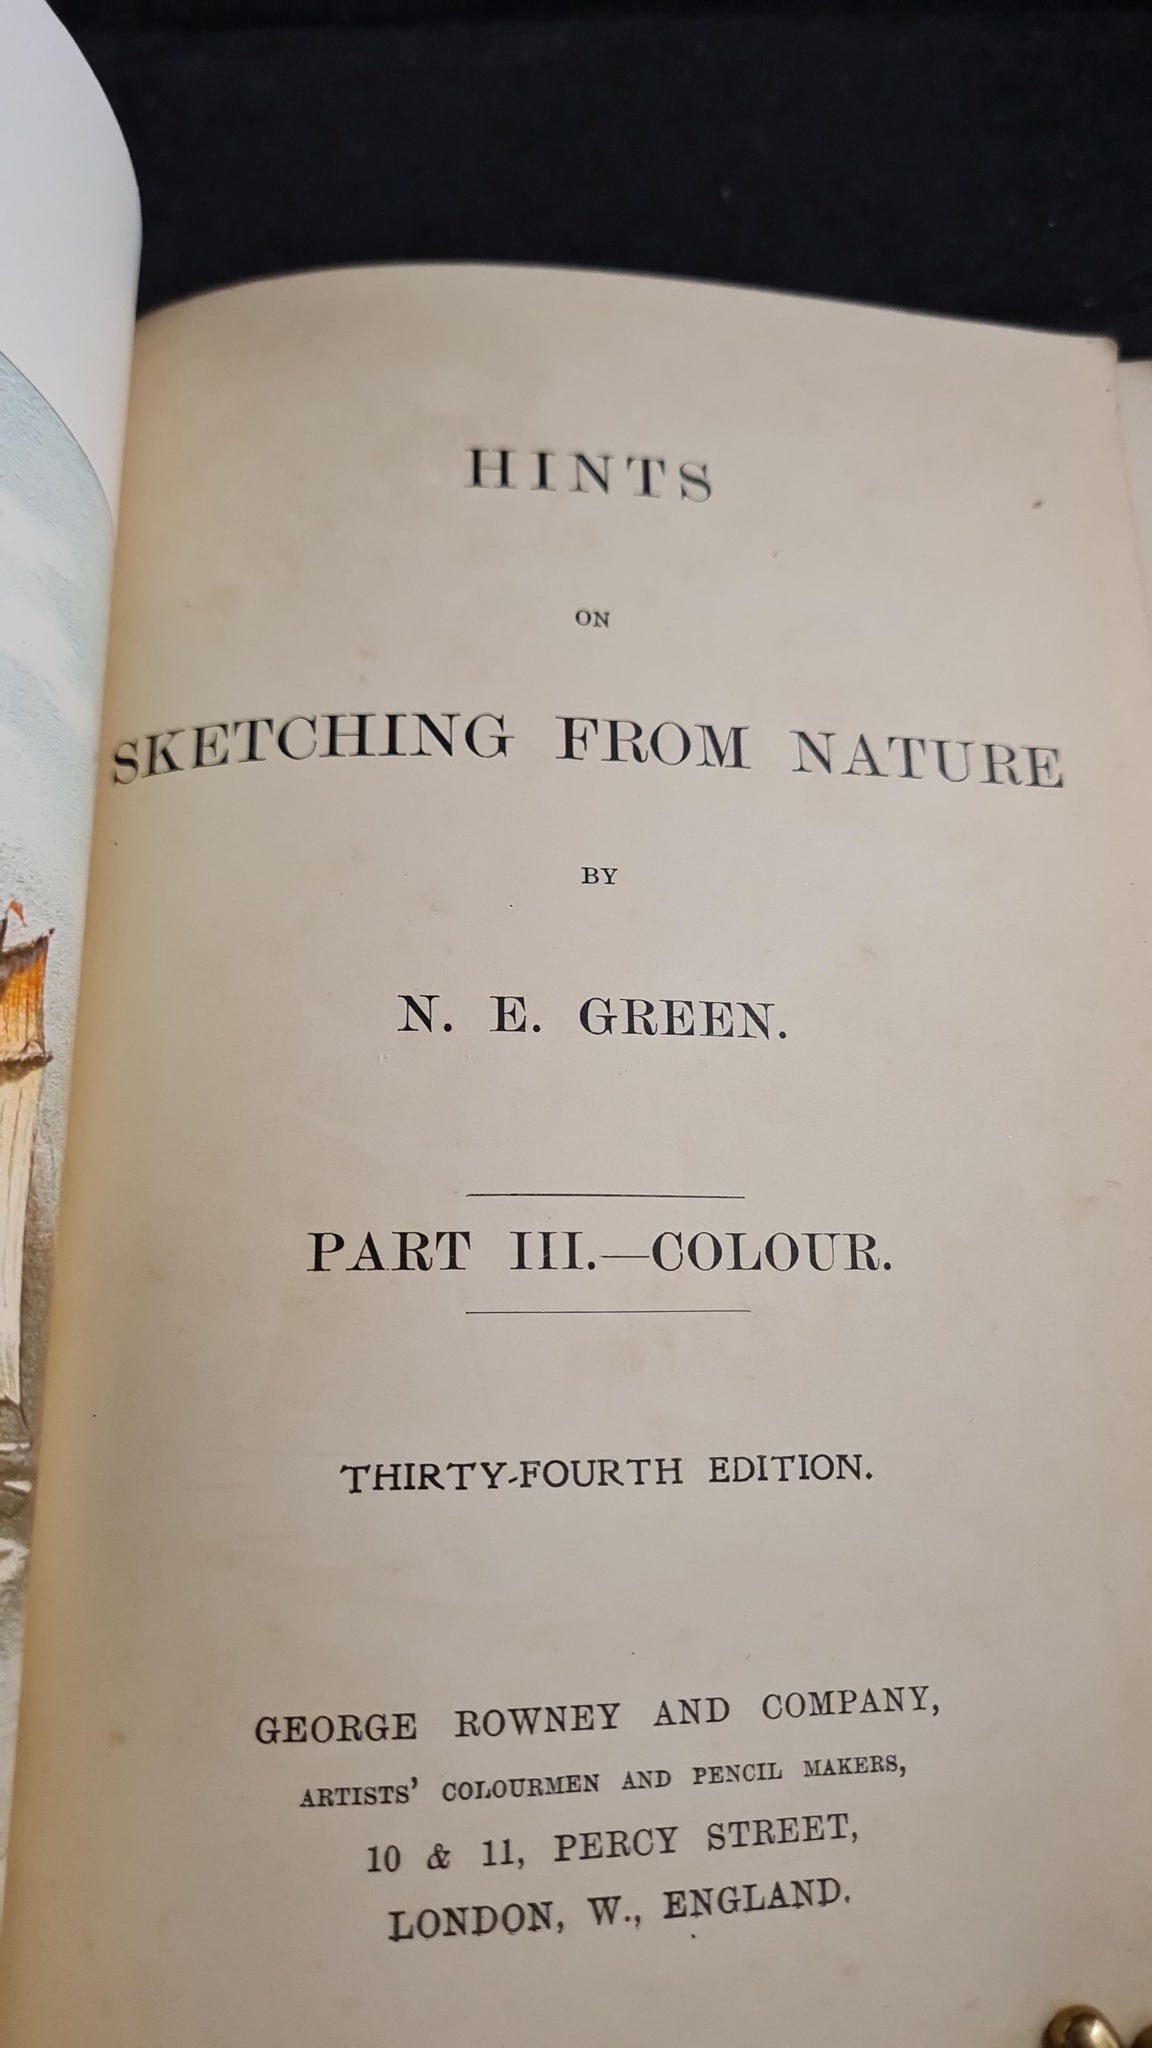 HINTS
ON
SKETCHING FROM NATURE
BY
N. E. GREEN.
PART III.—COLOUR.
THIRTY-FOURTH EDITION.
GEORGE ROWNEY AND COMPANY,
ARTISTS' COLOURMEN AND PENCIL MAKERS,
10 & 11, PERCY STREET,
LONDON, W., ENGLAND.